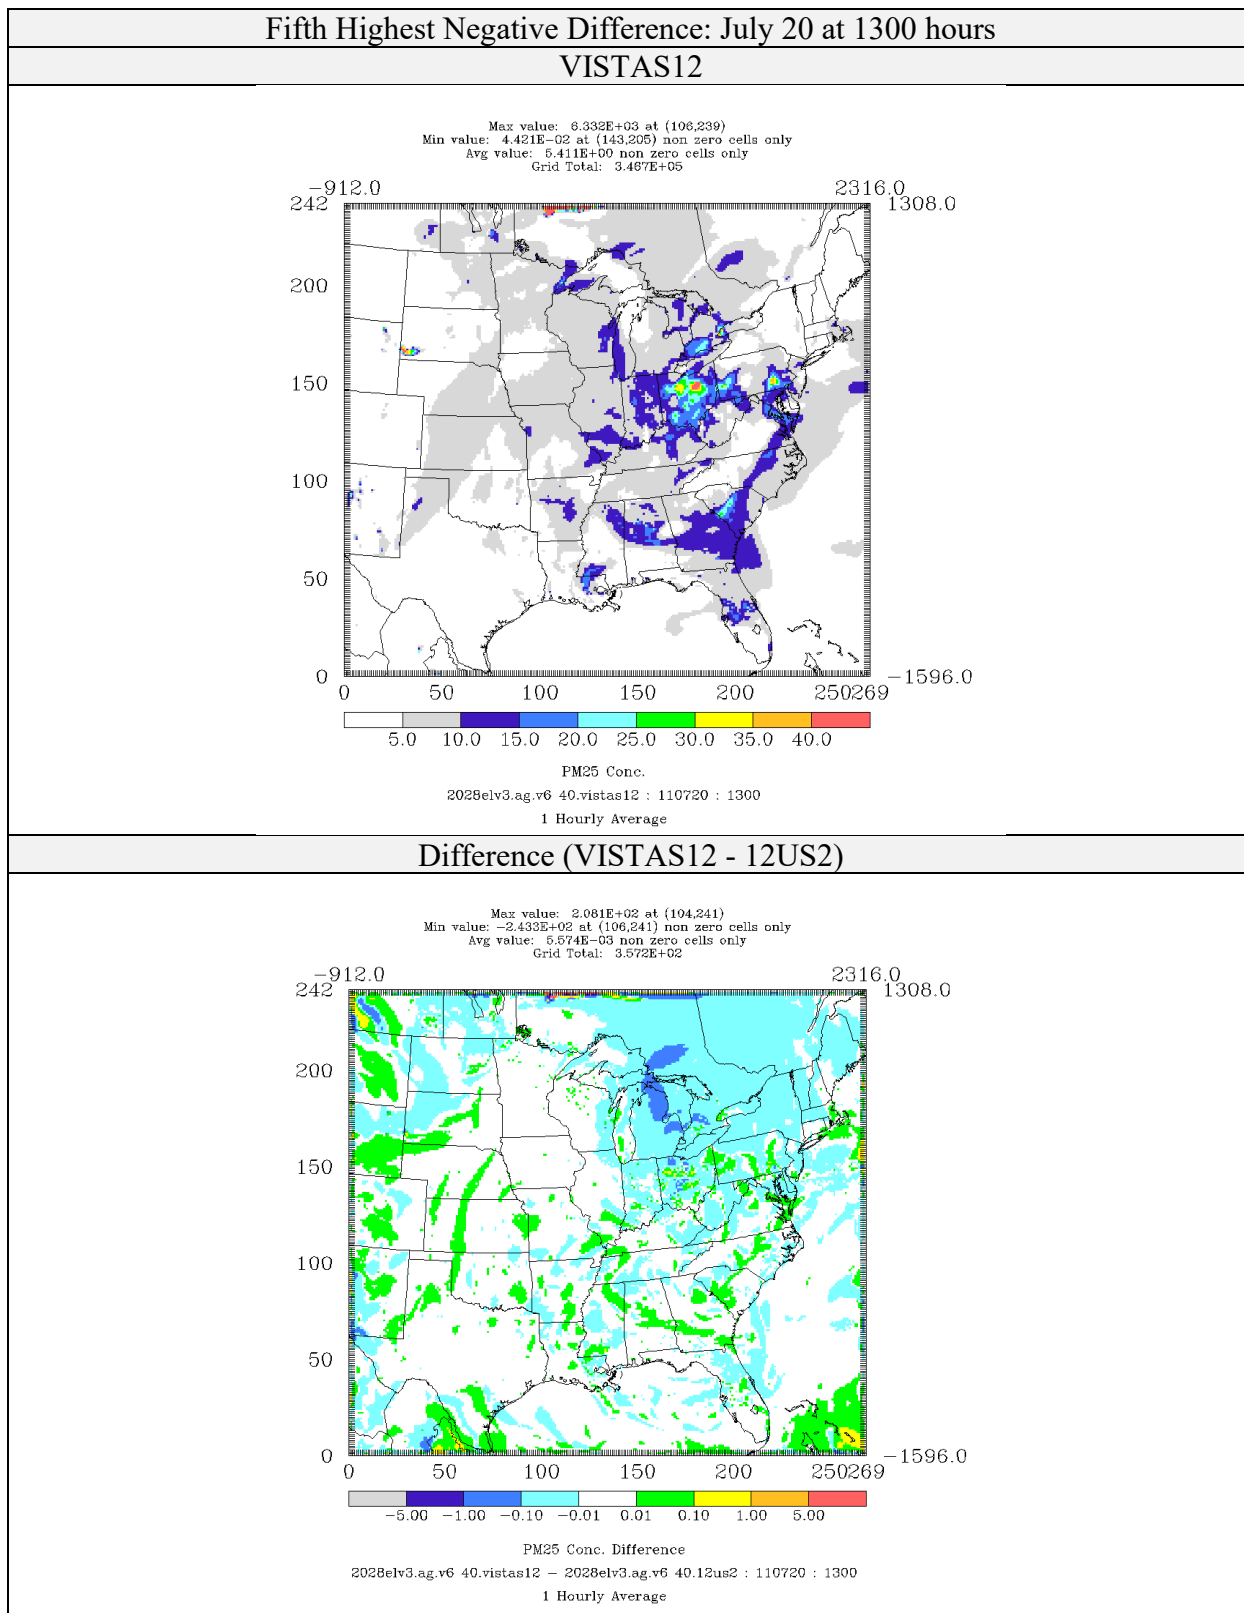 Fifth Highest Negative Difference: July 20 at 1300 hours
VISTAS12
Max value: 6.332E+03 at (106,239)
Min value: 4.421E-02 at (143,205) non zero cells only
Avg value: 5.411E+00 non zero cells only
Grid Total: 3.467E+05
-912.0 2316.0
242 1308.0
200
150
100
50
0 -1596.0
0 50 100 150 200 250269
5.0 10.0 15.0 20.0 25.0 30.0 35.0 40.0
PM25 Conc.
2028elv3.ag.v6 40.vistas12 : 110720 : 1300
1 Hourly Average
Difference (VISTAS12 - 12US2)
Max value: 2.081E+02 at (104,241)
Min value: -2.433E+02 at (106,241) non zero cells only
Avg value: 5.574E-03 non zero cells only
Grid Total: 3.572E+02
-912.0 2316.0
242 1308.0
200
150
100
50
0 -1596.0
0 50 100 150 200 250269
-5.00 -1.00 -0.10 -0.01 0.01 0.10 1.00 5.00
PM25 Conc. Difference
2028elv3.ag.v6 40.vistas12 - 2028elv3.ag.v6 40.12us2 : 110720 : 1300
1 Hourly Average